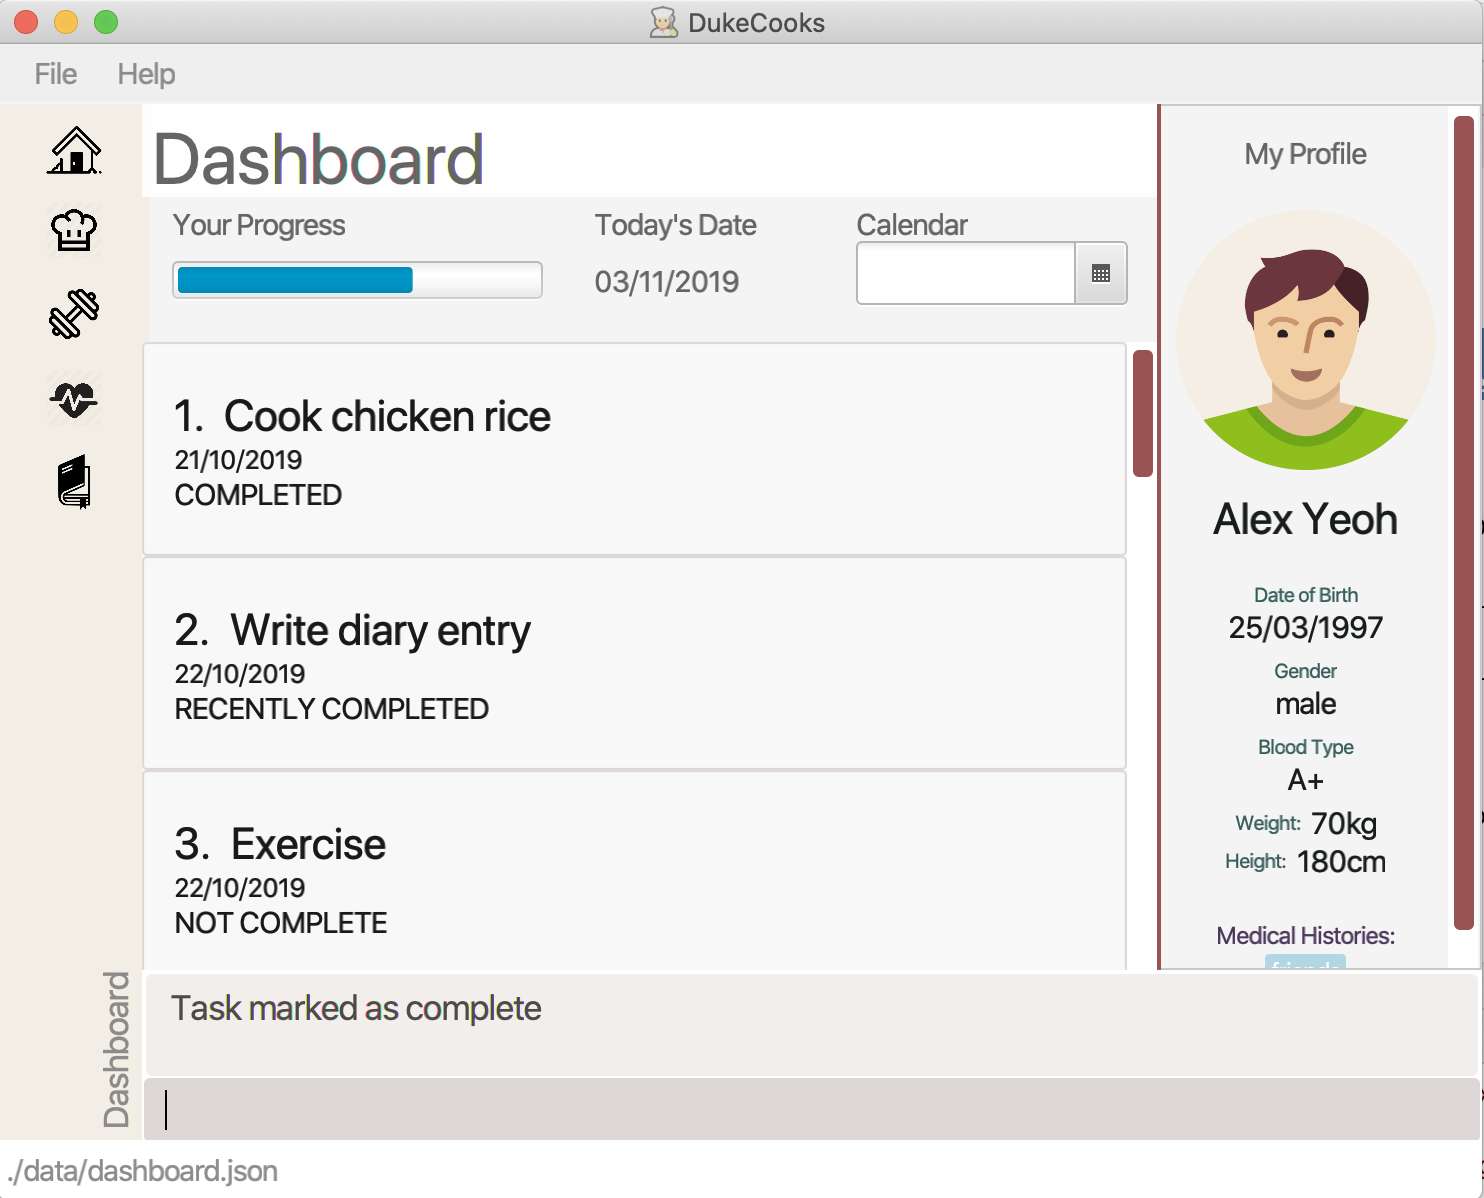 DukeCooks
File Help
Dashboard
Your Progress
Today's Date
03/11/2019
Calendar
1. Cook chicken rice
21/10/2019
COMPLETED
2. Write diary entry
22/10/2019
RECENTLY COMPLETED
3. Exercise
22/10/2019
NOT COMPLETE
My Profile
Alex Yeoh
Date of Birth
25/03/1997
Gender
male
Blood Type
A+
Weight: 70kg
Height: 180cm
Medical Histories:
friends
Dashboard
Task marked as complete
./data/dashboard.json